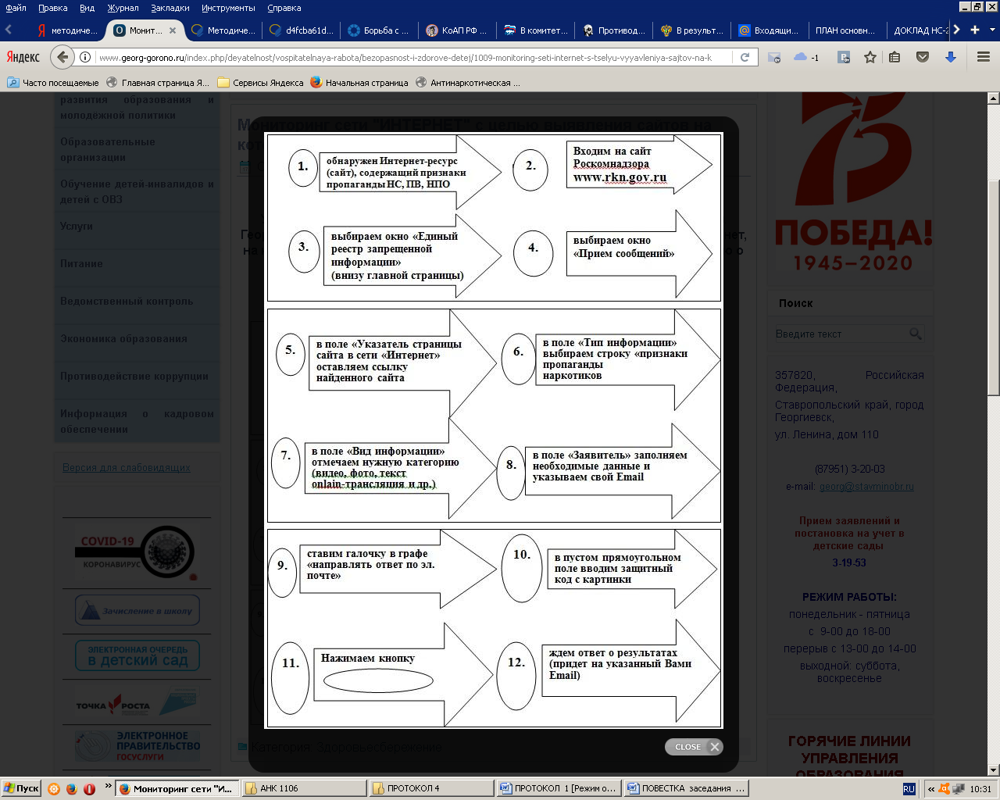 Файл Правка Вид Журнал Закладки Инструменты Справка
методиче... Монит... Методиче... d4fcba61d... Борьба с ... КоАП РФ ... В комитет... Противод... В результ... Входящи... ПЛАН основн... ДОКЛАД НС-2
Яндекс www.georg-gorono.ru/index.php/deyatelnost/vospitatelnaya-rabota/bezopasnost-i-zdorove-detej/1009-monitoring-seti-internet-s-tselyu-vyyavleniya-sajtov-na-k -1
Часто посещаемые Главная страница Я... Сервисы Яндекса Начальная страница Антинаркотическая ...
развития образования и
молодёжной политики
Образовательные
организации
Обучение детей-инвалидов и
детей с ОВЗ
Услуги
Питание
Ведомственный контроль
Экономика образования
Противодействие коррупции
Информация о кадровом
обеспечении
Версия для слабовидящих
COVID-19
КОРОНАВИРУС
Зачисление в школу
ЭЛЕКТРОННАЯ ОЧЕРЕДЬ
в детский сад
ТОЧКА РОСТА
ЭЛЕКТРОННОЕ
ПРАВИТЕЛЬСТВО
ГОСУСЛУГИ
Мониторинг сети "ИНТЕРНЕТ" с целью выявления сайтов на
1.
обнаружен Интернет-ресурс
(сайт), содержащий признаки
пропаганды НС, ПВ, НПО
2.
Входим на сайт
Роскомнадзора
www.rkn.gov.ru
3.
выбираем окно «Единый
реестр запрещенной
информации»
(внизу главной страницы)
4.
выбираем окно
«Прием сообщений»
5.
в поле «Указатель страницы
сайта в сети «Интернет»
оставляем ссылку
найденного сайта
6.
в поле «Тип информации»
выбираем строку «признаки
пропаганды
наркотиков
7.
в поле «Вид информации»
отмечаем нужную категорию
(видео, фото, текст
onlain-трансляция и др.)
8.
в поле «Заявитель» заполняем
необходимые данные и
указываем свой Email
9.
ставим галочку в графе
«направлять ответ по эл.
почте»
10.
в пустом прямоугольном
поле вводим защитный
код с картинки
11.
Нажимаем кнопку
12.
ждем ответ о результатах
(придет на указанный Вами
Email)
CLOSE
Категория: Здоровьесбережение
ПОБЕДА!
1945–2020
Поиск
Введите текст
357820, Российская
Федерация,
Ставропольский край, город
Георгиевск,
ул. Ленина, дом 110
(87951) 3-20-03
e-mail: georg@stavminobr.ru
Прием заявлений и
постановка на учет в
детские сады
3-19-53
РЕЖИМ РАБОТЫ:
понедельник - пятница
с 9-00 до 18-00
перерыв с 13-00 до 14-00
выходной: суббота,
воскресенье
ГОРЯЧИЕ ЛИНИИ
УПРАВЛЕНИЯ
ОБРАЗОВАНИЯ
Пуск » Мониторинг сети "И... АНК 1106 ПРОТОКОЛ 4 ПРОТОКОЛ 1 [Режим о... ПОВЕСТКА заседания ... RU « 10:31